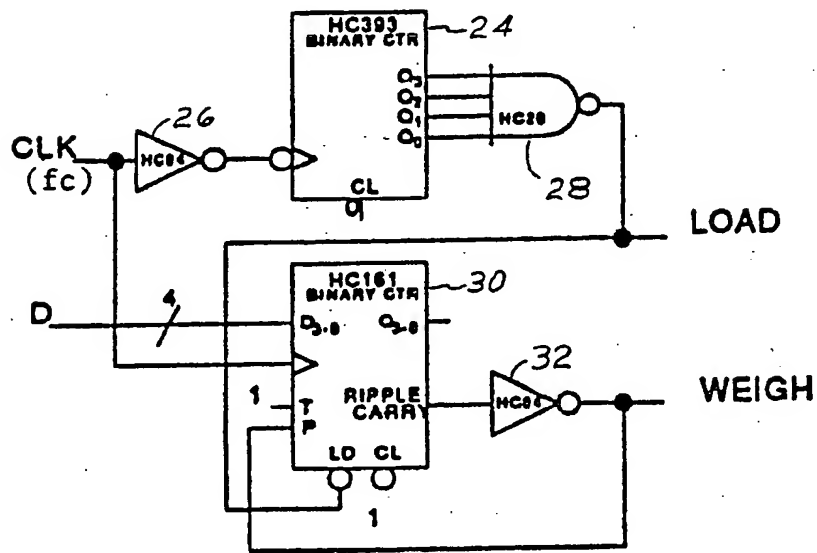 HC393
BINARY CTR
24
Q3
Q2
Q1
Q0
HC20
28
26
CLK
(fc)
HC04
CL
LOAD
HC161
BINARY CTR
30
D
4
D3-0
Q3-0
32
RIPPLE
CARRY
HC04
WEIGH
1
T
P
LD CL
1